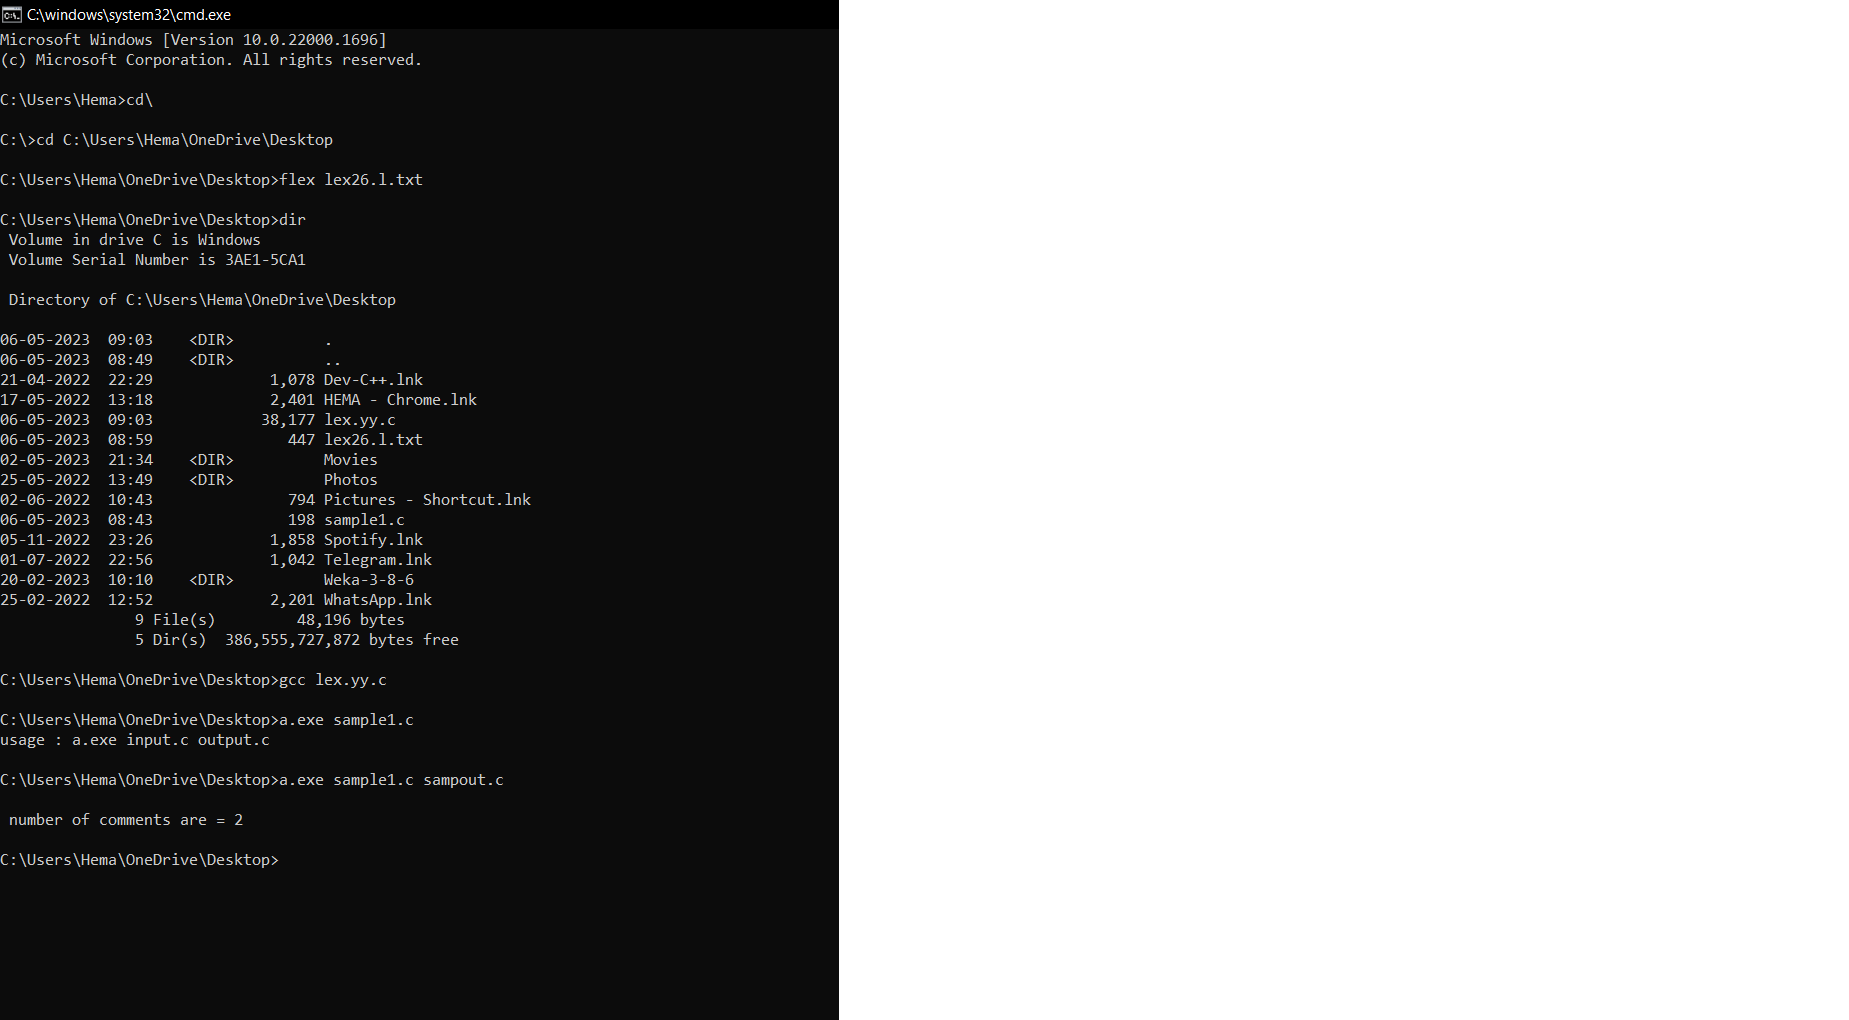 C:\windows\system32\cmd.exe
Microsoft Windows [Version 10.0.22000.1696]
(c) Microsoft Corporation. All rights reserved.
C:\Users\Hema>cd\
C:\>cd C:\Users\Hema\OneDrive\Desktop
C:\Users\Hema\OneDrive\Desktop>flex lex26.l.txt
C:\Users\Hema\OneDrive\Desktop>dir
 Volume in drive C is Windows
 Volume Serial Number is 3AE1-5CA1
 Directory of C:\Users\Hema\OneDrive\Desktop
06-05-2023  09:03    <DIR>          .
06-05-2023  08:49    <DIR>          ..
21-04-2022  22:29             1,078 Dev-C++.lnk
17-05-2022  13:18             2,401 HEMA - Chrome.lnk
06-05-2023  09:03            38,177 lex.yy.c
06-05-2023  08:59               447 lex26.l.txt
02-05-2023  21:34    <DIR>          Movies
25-05-2022  13:49    <DIR>          Photos
02-06-2022  10:43               794 Pictures - Shortcut.lnk
06-05-2023  08:43               198 sample1.c
05-11-2022  23:26             1,858 Spotify.lnk
01-07-2022  22:56             1,042 Telegram.lnk
20-02-2023  10:10    <DIR>          Weka-3-8-6
25-02-2022  12:52             2,201 WhatsApp.lnk
               9 File(s)         48,196 bytes
               5 Dir(s)  386,555,727,872 bytes free
C:\Users\Hema\OneDrive\Desktop>gcc lex.yy.c
C:\Users\Hema\OneDrive\Desktop>a.exe sample1.c
usage : a.exe input.c output.c
C:\Users\Hema\OneDrive\Desktop>a.exe sample1.c sampout.c
 number of comments are = 2
C:\Users\Hema\OneDrive\Desktop>